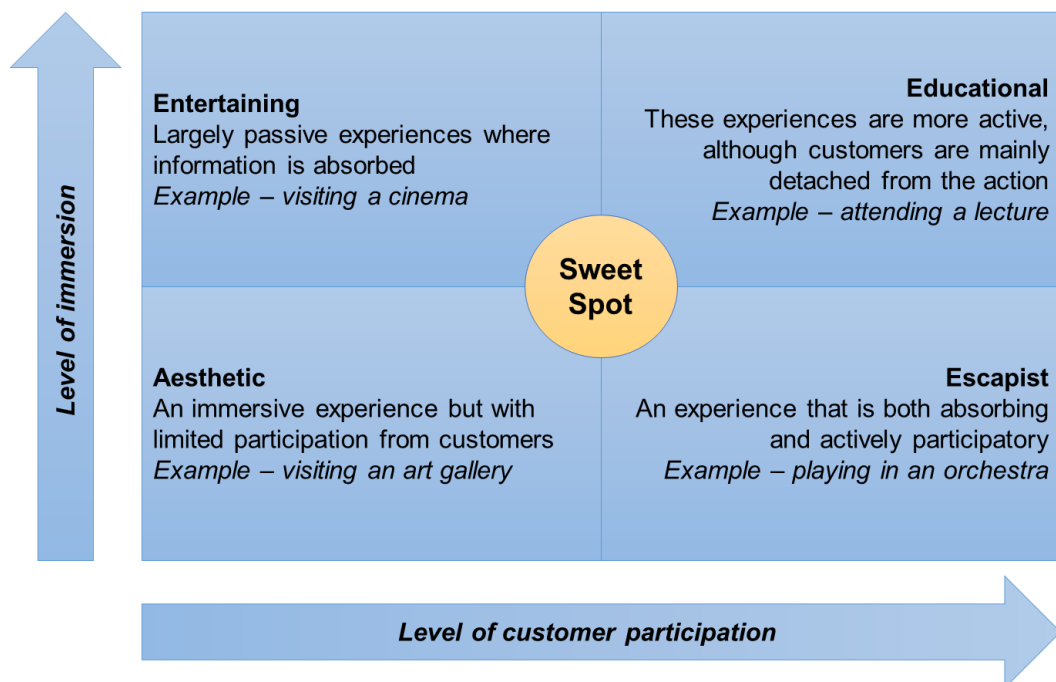 Level of immersion
Entertaining
Largely passive experiences where
information is absorbed
Example – visiting a cinema
Educational
These experiences are more active,
although customers are mainly
detached from the action
Example – attending a lecture
Sweet
Spot
Aesthetic
An immersive experience but with
limited participation from customers
Example – visiting an art gallery
Escapist
An experience that is both absorbing
and actively participatory
Example – playing in an orchestra
Level of customer participation